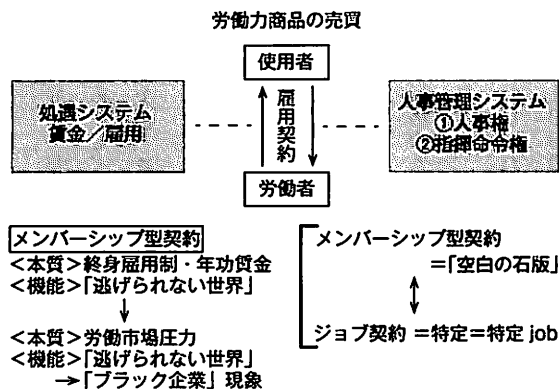 労働力商品の売買
使用者
雇用契約
労働者
処遇システム
賃金／雇用
人事管理システム
①人事権
②指揮命令権
メンバーシップ型契約
<本質>終身雇用制・年功賃金
<機能>「逃げられない世界」
↓
<本質>労働市場圧力
<機能>「逃げられない世界」
→「ブラック企業」現象
メンバーシップ型契約
=「空白の石版」
↕
ジョブ契約 =特定=特定 job